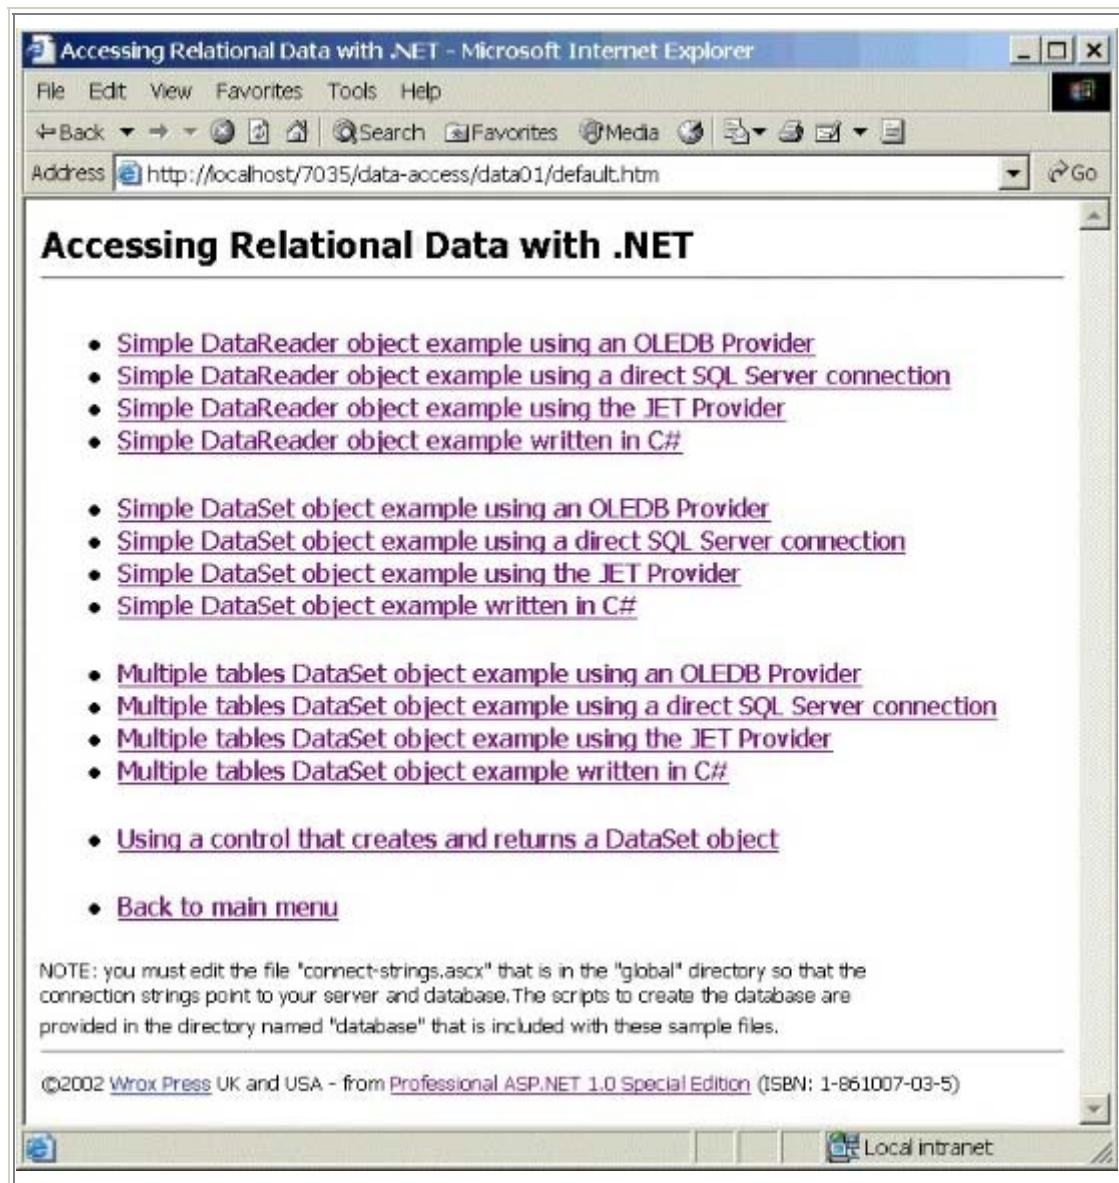 Accessing Relational Data with .NET - Microsoft Internet Explorer
File Edit View Favorites Tools Help
Back Search Favorites Media
Address http://localhost/7035/data-access/data01/default.htm Go
Accessing Relational Data with .NET
Simple DataReader object example using an OLEDB Provider
Simple DataReader object example using a direct SQL Server connection
Simple DataReader object example using the JET Provider
Simple DataReader object example written in C#
Simple DataSet object example using an OLEDB Provider
Simple DataSet object example using a direct SQL Server connection
Simple DataSet object example using the JET Provider
Simple DataSet object example written in C#
Multiple tables DataSet object example using an OLEDB Provider
Multiple tables DataSet object example using a direct SQL Server connection
Multiple tables DataSet object example using the JET Provider
Multiple tables DataSet object example written in C#
Using a control that creates and returns a DataSet object
Back to main menu
NOTE: you must edit the file "connect-strings.ascx" that is in the "global" directory so that the
connection strings point to your server and database. The scripts to create the database are
provided in the directory named "database" that is included with these sample files.
©2002 Wrox Press UK and USA - from Professional ASP.NET 1.0 Special Edition (ISBN: 1-861007-03-5)
Local intranet